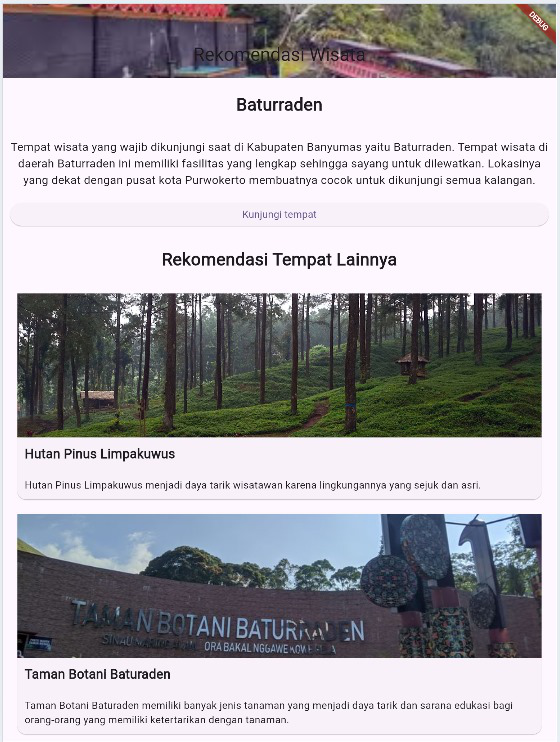 DEBUG
Rekomendasi Wisata
Baturraden
Tempat wisata yang wajib dikunjungi saat di Kabupaten Banyumas yaitu Baturraden. Tempat wisata di
daerah Baturraden ini memiliki fasilitas yang lengkap sehingga sayang untuk dilewatkan. Lokasinya
yang dekat dengan pusat kota Purwokerto membuatnya cocok untuk dikunjungi semua kalangan.
Kunjungi tempat
Rekomendasi Tempat Lainnya
Hutan Pinus Limpakuwus
Hutan Pinus Limpakuwus menjadi daya tarik wisatawan karena lingkungannya yang sejuk dan asri.
TAMAN BOTANI BATURRADEN
ORA BAKAL NGGAWE
Taman Botani Baturaden
Taman Botani Baturaden memiliki banyak jenis tanaman yang menjadi daya tarik dan sarana edukasi bagi
orang-orang yang memiliki ketertarikan dengan tanaman.